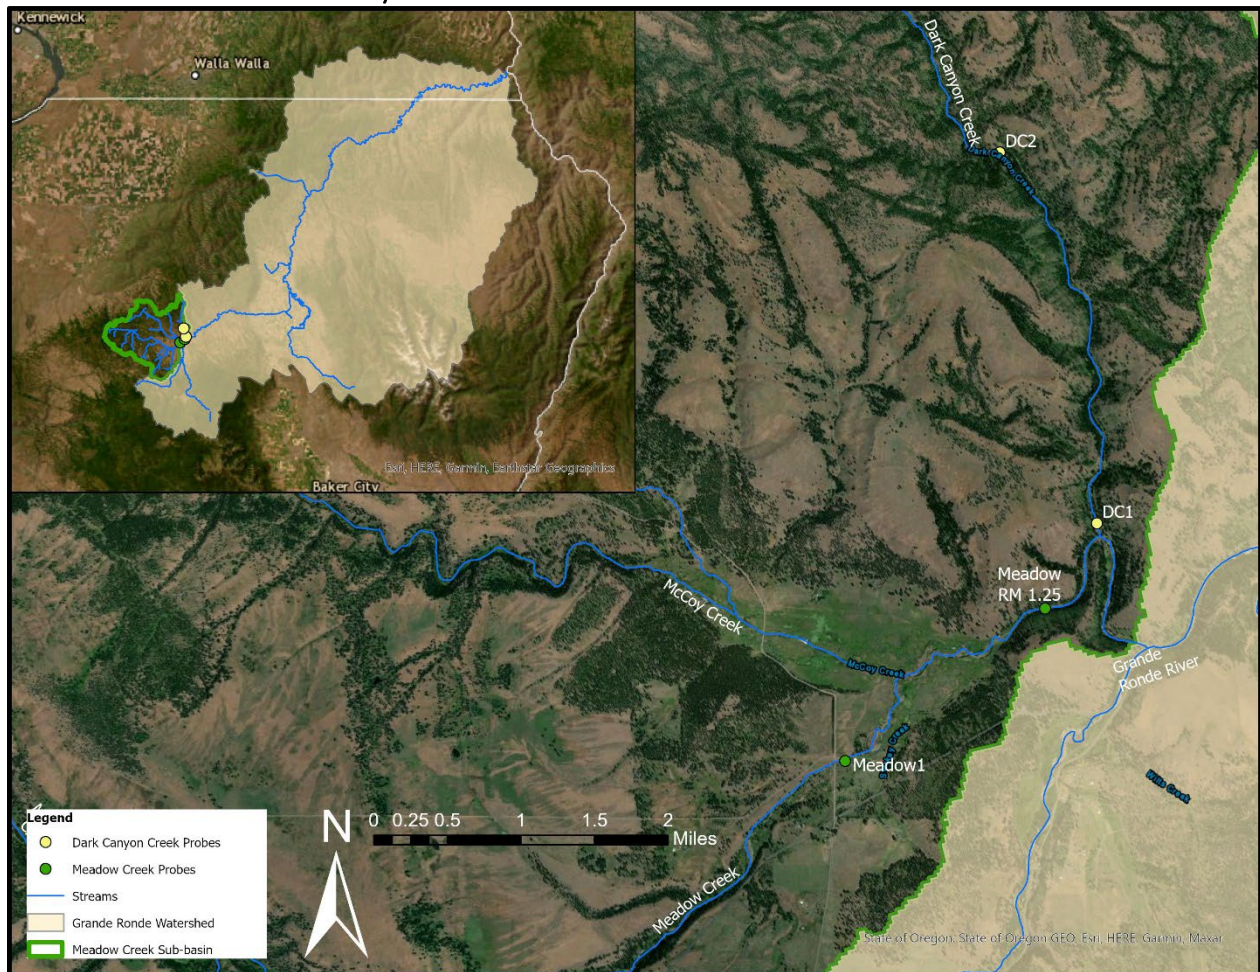 Kennewick
Walla Walla
Esri, HERE, Garmin, Earthstar Geographics
Baker City
Dark Canyon Creek
DC2
Dark Canyon Creek
DC1
Meadow
RM 1.25
McCoy Creek
McCoy Creek
Grande
Ronde River
Meadow1
Meadow Creek
Legend
Dark Canyon Creek Probes
Meadow Creek Probes
Streams
Grande Ronde Watershed
Meadow Creek Sub-basin
N
0 0.25 0.5 1 1.5 2
Miles
State of Oregon, State of Oregon GEO, Esri, HERE, Garmin, Maxar